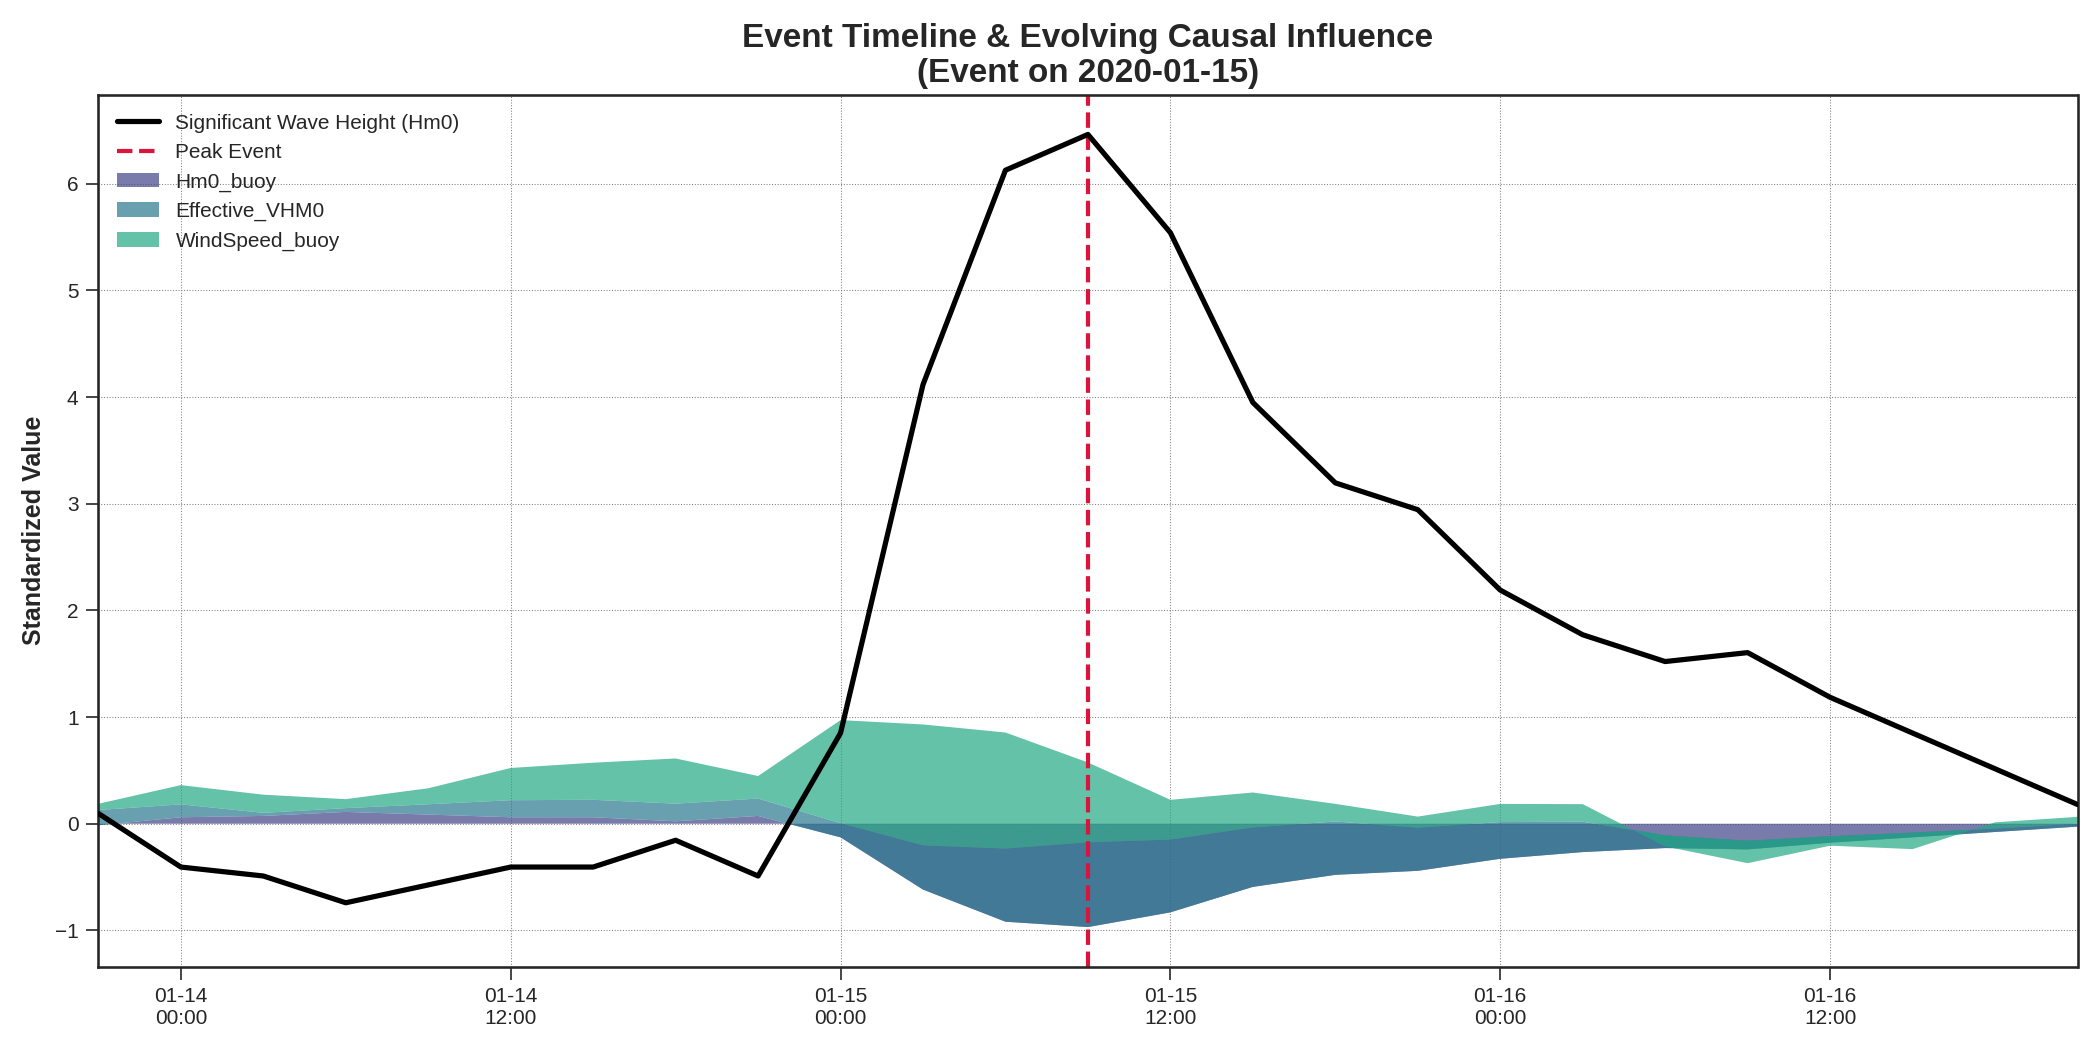 Event Timeline & Evolving Causal Influence
(Event on 2020-01-15)
Significant Wave Height (Hm0)
Peak Event
Hm0_buoy
Effective_VHM0
WindSpeed_buoy
Standardized Value
6
5
4
3
2
1
0
−1
01-14
00:00
01-14
12:00
01-15
00:00
01-15
12:00
01-16
00:00
01-16
12:00